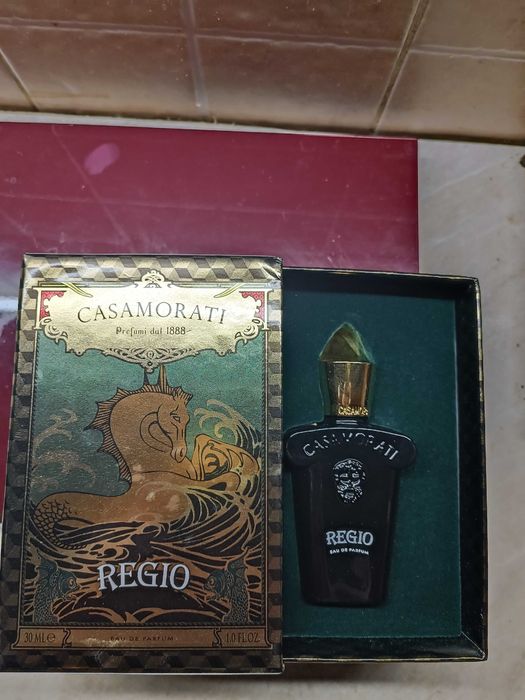 CASAMORATI
Profumi dal 1888
REGIO
30 ML ℮
EAU DE PARFUM
1.0 FL.OZ.
CASAMOR
CASAMORATI
REGIO
EAU DE PARFUM